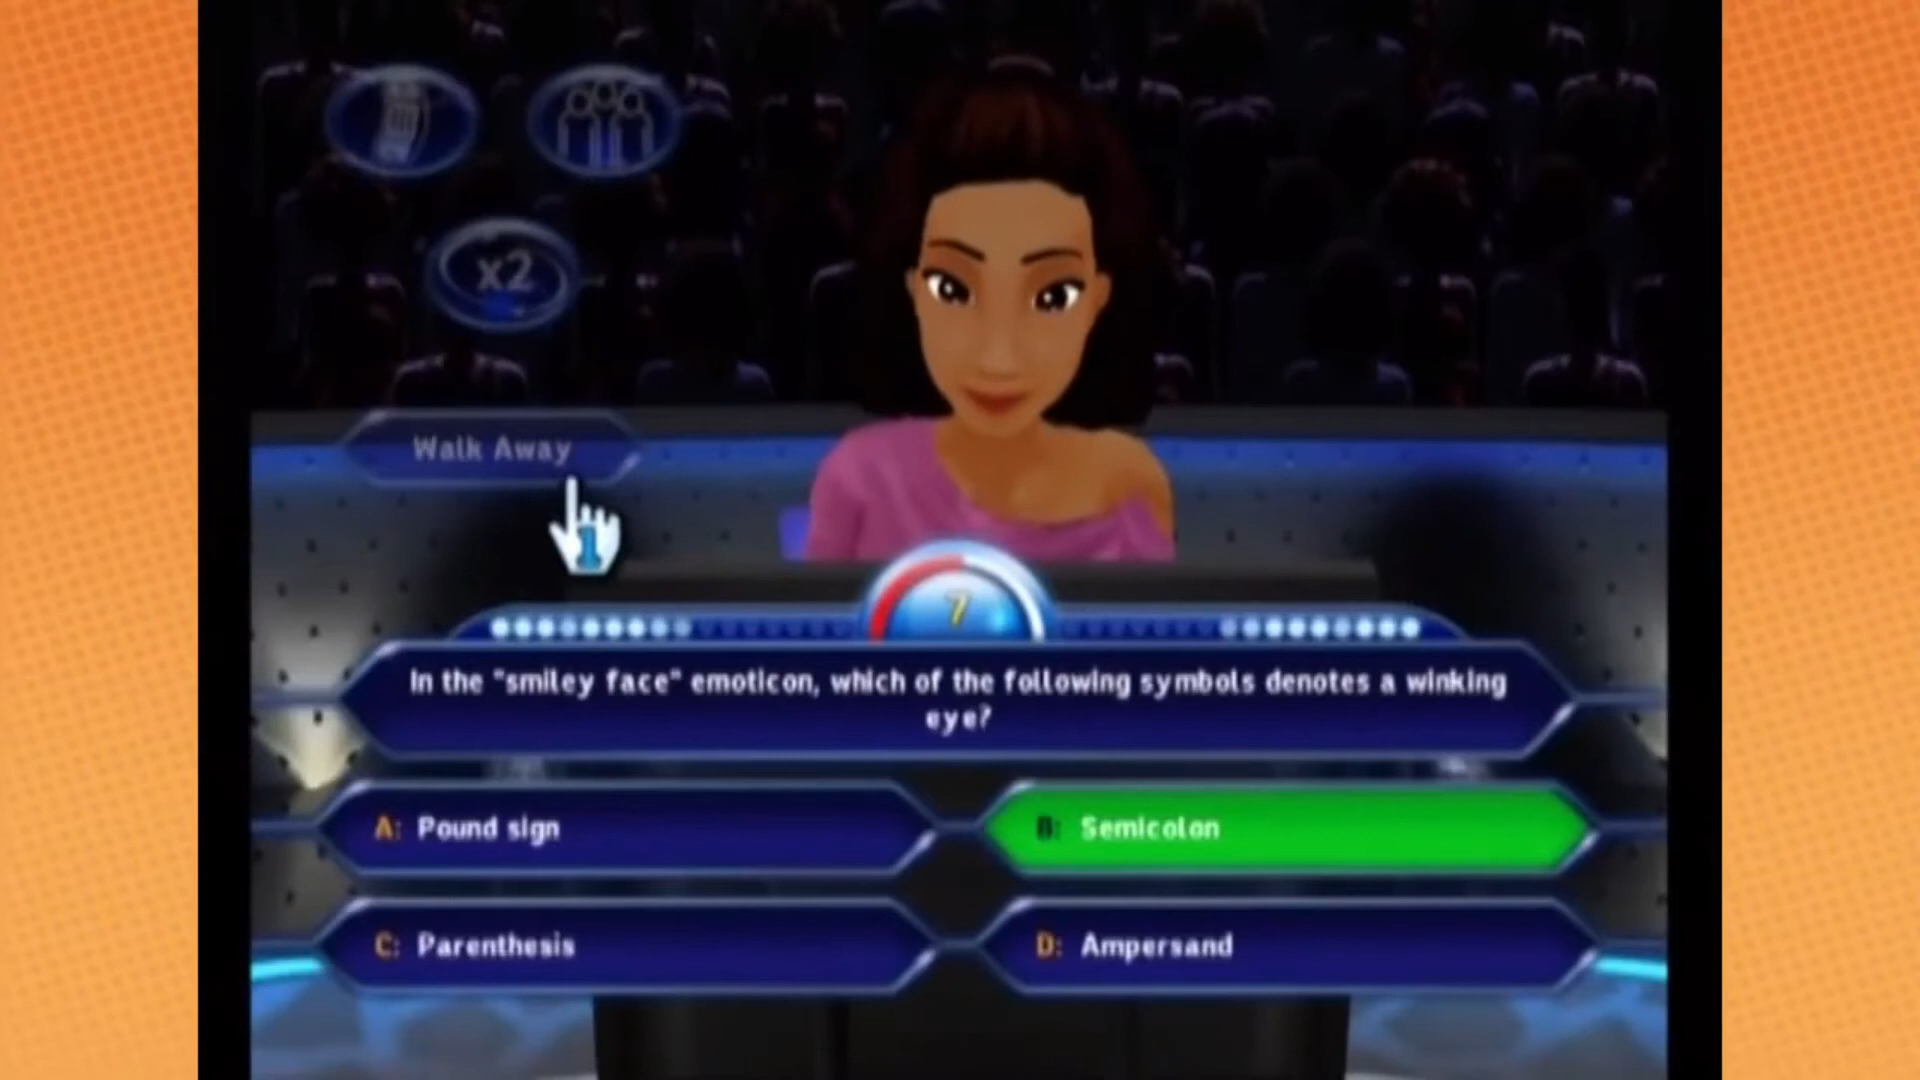 x2
Walk Away
1
7
In the "smiley face" emoticon, which of the following symbols denotes a winking
eye?
A: Pound sign
B: Semicolon
C: Parenthesis
D: Ampersand